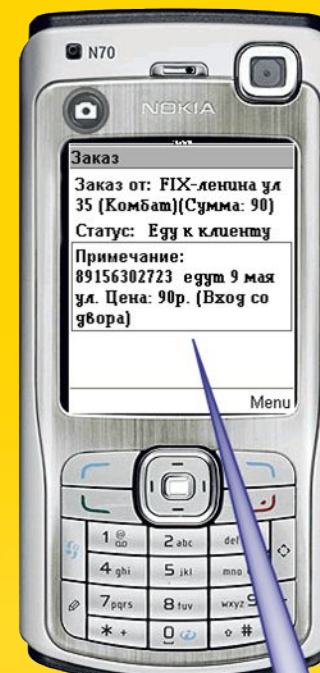 N70
NOKIA
Заказ
Заказ от: FIX-ленина ул
35 (Комбат)(Сумма: 90)
Статус: Еду к клиенту
Примечание:
89156302723 едут 9 мая
ул. Цена: 90р. (Вход со
двора)
Menu
1
2 abc
def
4 ghi
5 jkl
mno
7 pqrs
8 tuv
wxyz 9
* +
0
#